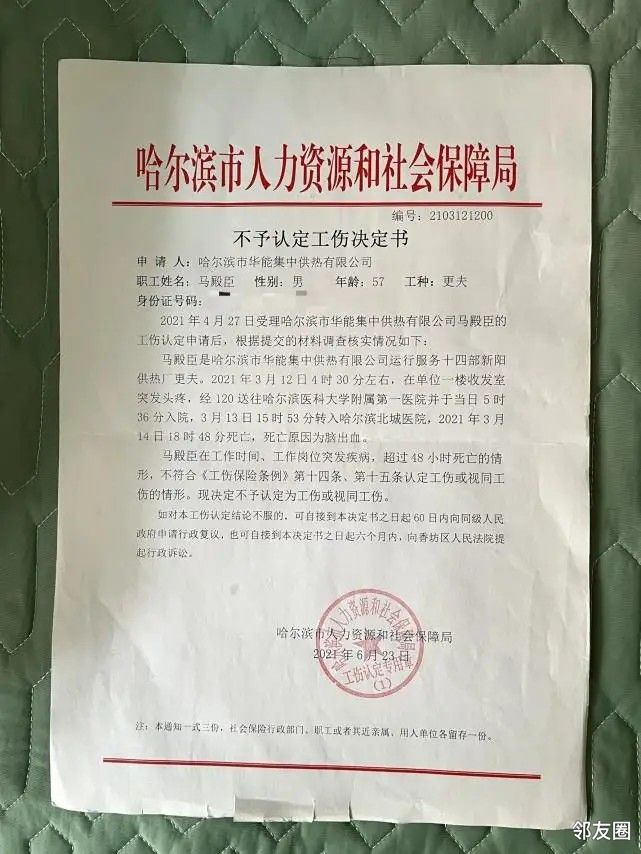 哈尔滨市人力资源和社会保障局
编号：2103121200
不予认定工伤决定书
申 请 人：哈尔滨市华能集中供热有限公司
职工姓名：马殿臣 性别：男 年龄：57 工种：更夫
身份证号码：
2021年4月27日受理哈尔滨市华能集中供热有限公司马殿臣的
工伤认定申请后，根据提交的材料调查核实情况如下：
马殿臣是哈尔滨市华能集中供热有限公司运行服务十四部新阳
供热厂更夫。2021年3月12日4时30分左右，在单位一楼收发室
突发头疼，经120送往哈尔滨医科大学附属第一医院并于当日5时
36分入院，3月13日15时53分转入哈尔滨北城医院，2021年3月
14日18时48分死亡，死亡原因为脑出血。
马殿臣在工作时间、工作岗位突发疾病，超过48小时死亡的情
形，不符合《工伤保险条例》第十四条、第十五条认定工伤或视同工
伤的情形。现决定不予认定为工伤或视同工伤。
如对本工伤认定结论不服的，可自接到本决定书之日起60日内向同级人民
政府申请行政复议，也可自接到本决定书之日起六个月内，向香坊区人民法院提
起行政诉讼。
哈尔滨市人力资源和社会保障局
2021年6月23日
哈尔滨市人力资源和社会保障局
工伤认定专用章
(1)
注：本通知一式三份，社会保险行政部门、职工或者其近亲属、用人单位各留存一份。
邻友圈